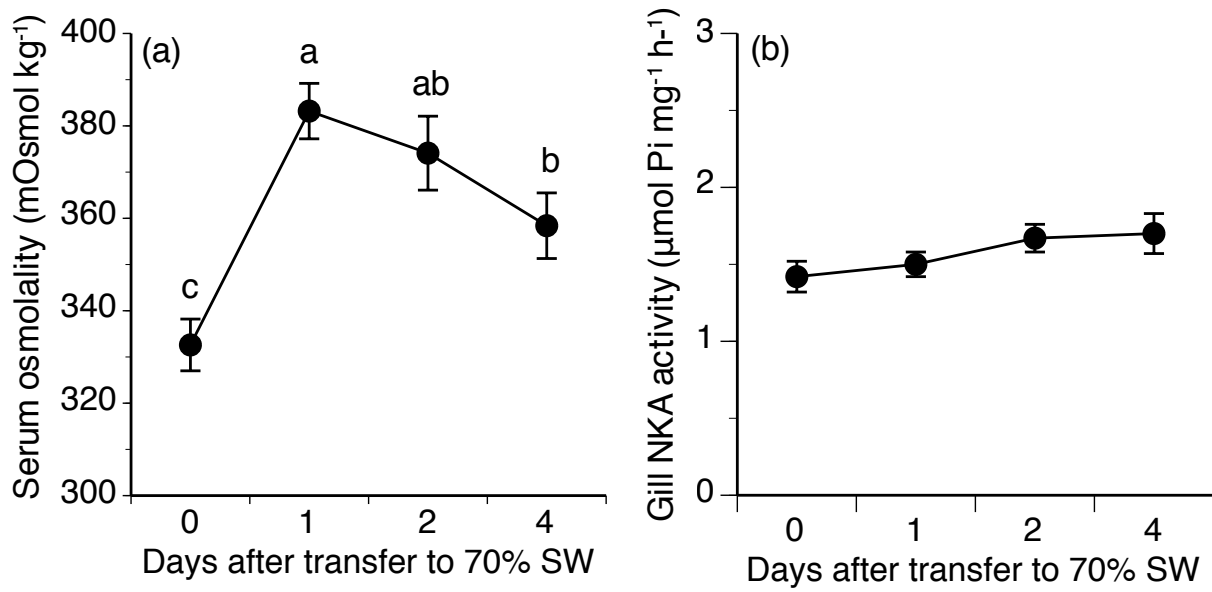 (a)
Serum osmolality (mOsmol kg⁻¹)
400
380
360
340
320
300
c
a
ab
b
0 1 2 4
Days after transfer to 70% SW
(b)
Gill NKA activity (µmol Pi mg⁻¹ h-¹)
3
2
1
0
0 1 2 4
Days after transfer to 70% SW